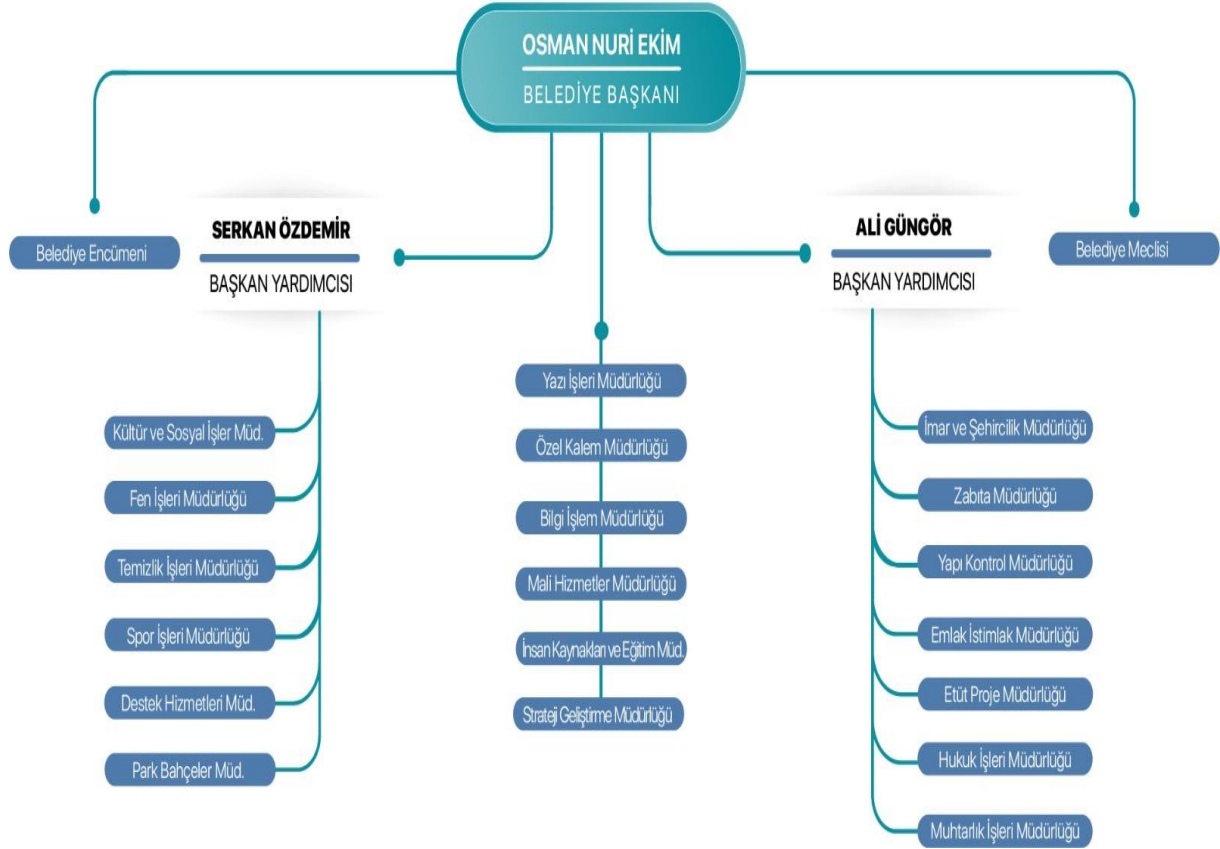 OSMAN NURİ EKİM
BELEDİYE BAŞKANI
Belediye Encümeni
SERKAN ÖZDEMİR
BAŞKAN YARDIMCISI
ALİ GÜNGÖR
BAŞKAN YARDIMCISI
Belediye Meclisi
Kültür ve Sosyal İşler Müd.
Fen İşleri Müdürlüğü
Temizlik İşleri Müdürlüğü
Spor İşleri Müdürlüğü
Destek Hizmetleri Müd.
Park Bahçeler Müd.
Yazı İşleri Müdürlüğü
Özel Kalem Müdürlüğü
Bilgi İşlem Müdürlüğü
Mali Hizmetler Müdürlüğü
İnsan Kaynakları ve Eğitim Müd.
Strateji Geliştirme Müdürlüğü
İmar ve Şehircilik Müdürlüğü
Zabıta Müdürlüğü
Yapı Kontrol Müdürlüğü
Emlak İstimlak Müdürlüğü
Etüt Proje Müdürlüğü
Hukuk İşleri Müdürlüğü
Muhtarlık İşleri Müdürlüğü